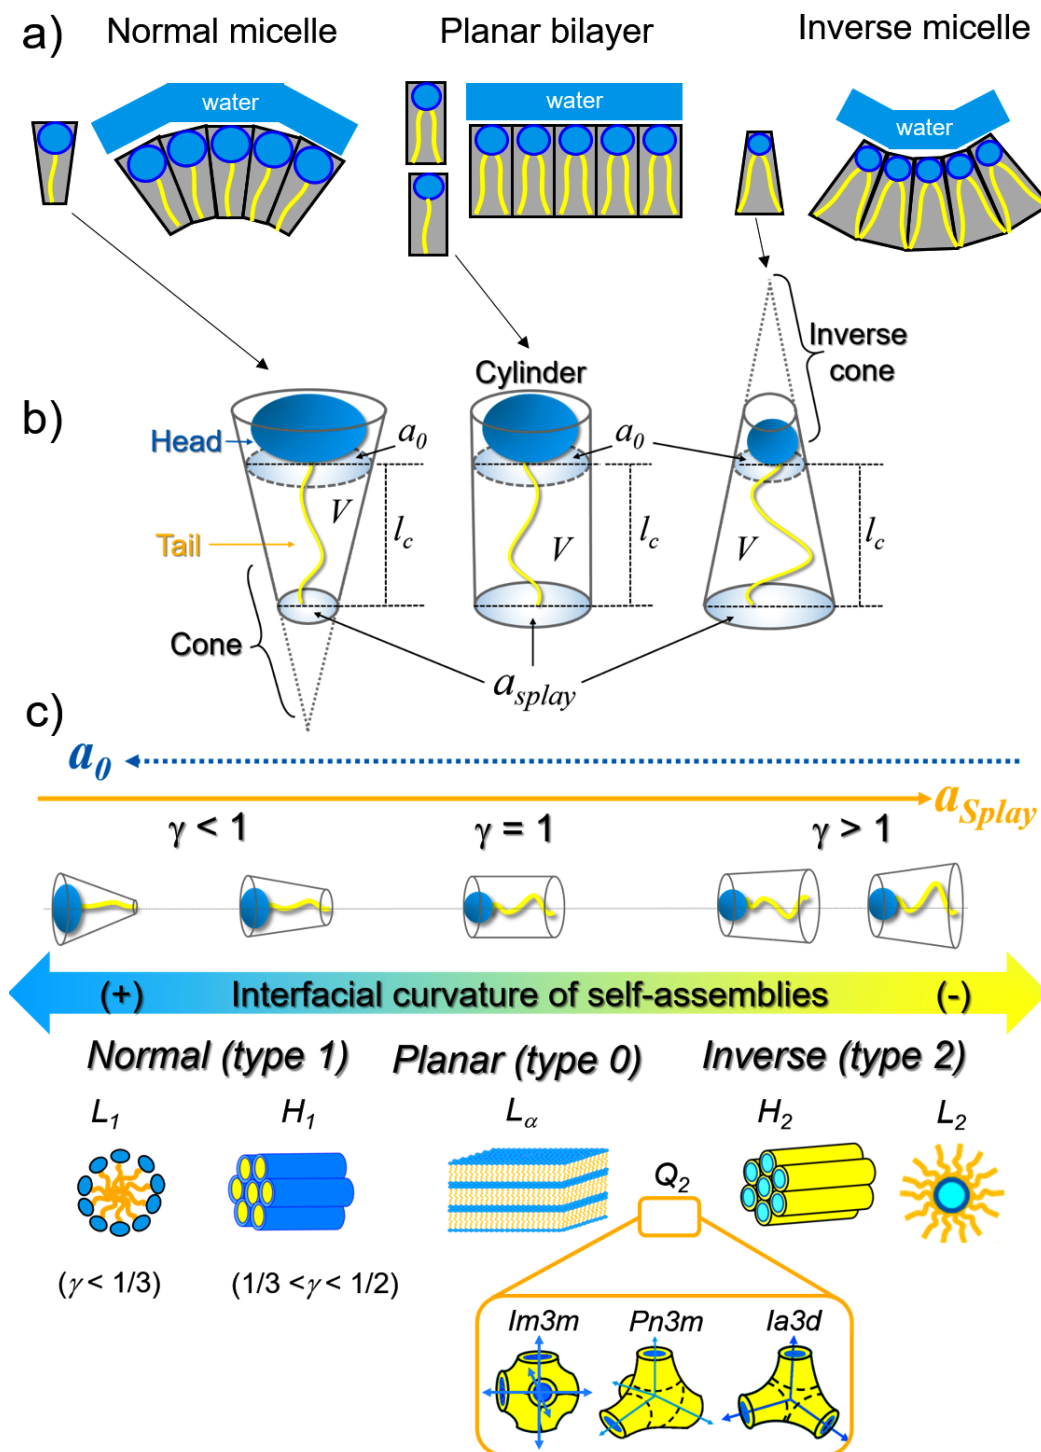 a)
Normal micelle
Planar bilayer
Inverse micelle
water
water
water
b)
Head
Tail
Cone
a0
V
lc
Cylinder
a0
V
lc
asplay
Inverse cone
V
lc
c)
a0
aSplay
γ < 1
γ = 1
γ > 1
(+)
Interfacial curvature of self-assemblies
(-)
Normal (type 1)
Planar (type 0)
Inverse (type 2)
L1
H1
Lα
Q2
H2
L2
(γ < 1/3)
(1/3 <γ < 1/2)
Im3m
Pn3m
Ia3d